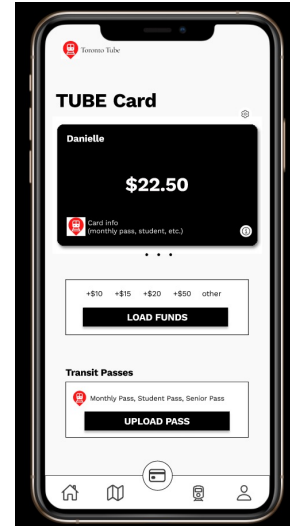 Toronto Tube
TUBE Card
Danielle
$22.50
Card info
(monthly pass, student, etc.)
+$10 +$15 +$20 +$50 other
LOAD FUNDS
Transit Passes
Monthly Pass, Student Pass, Senior Pass
UPLOAD PASS